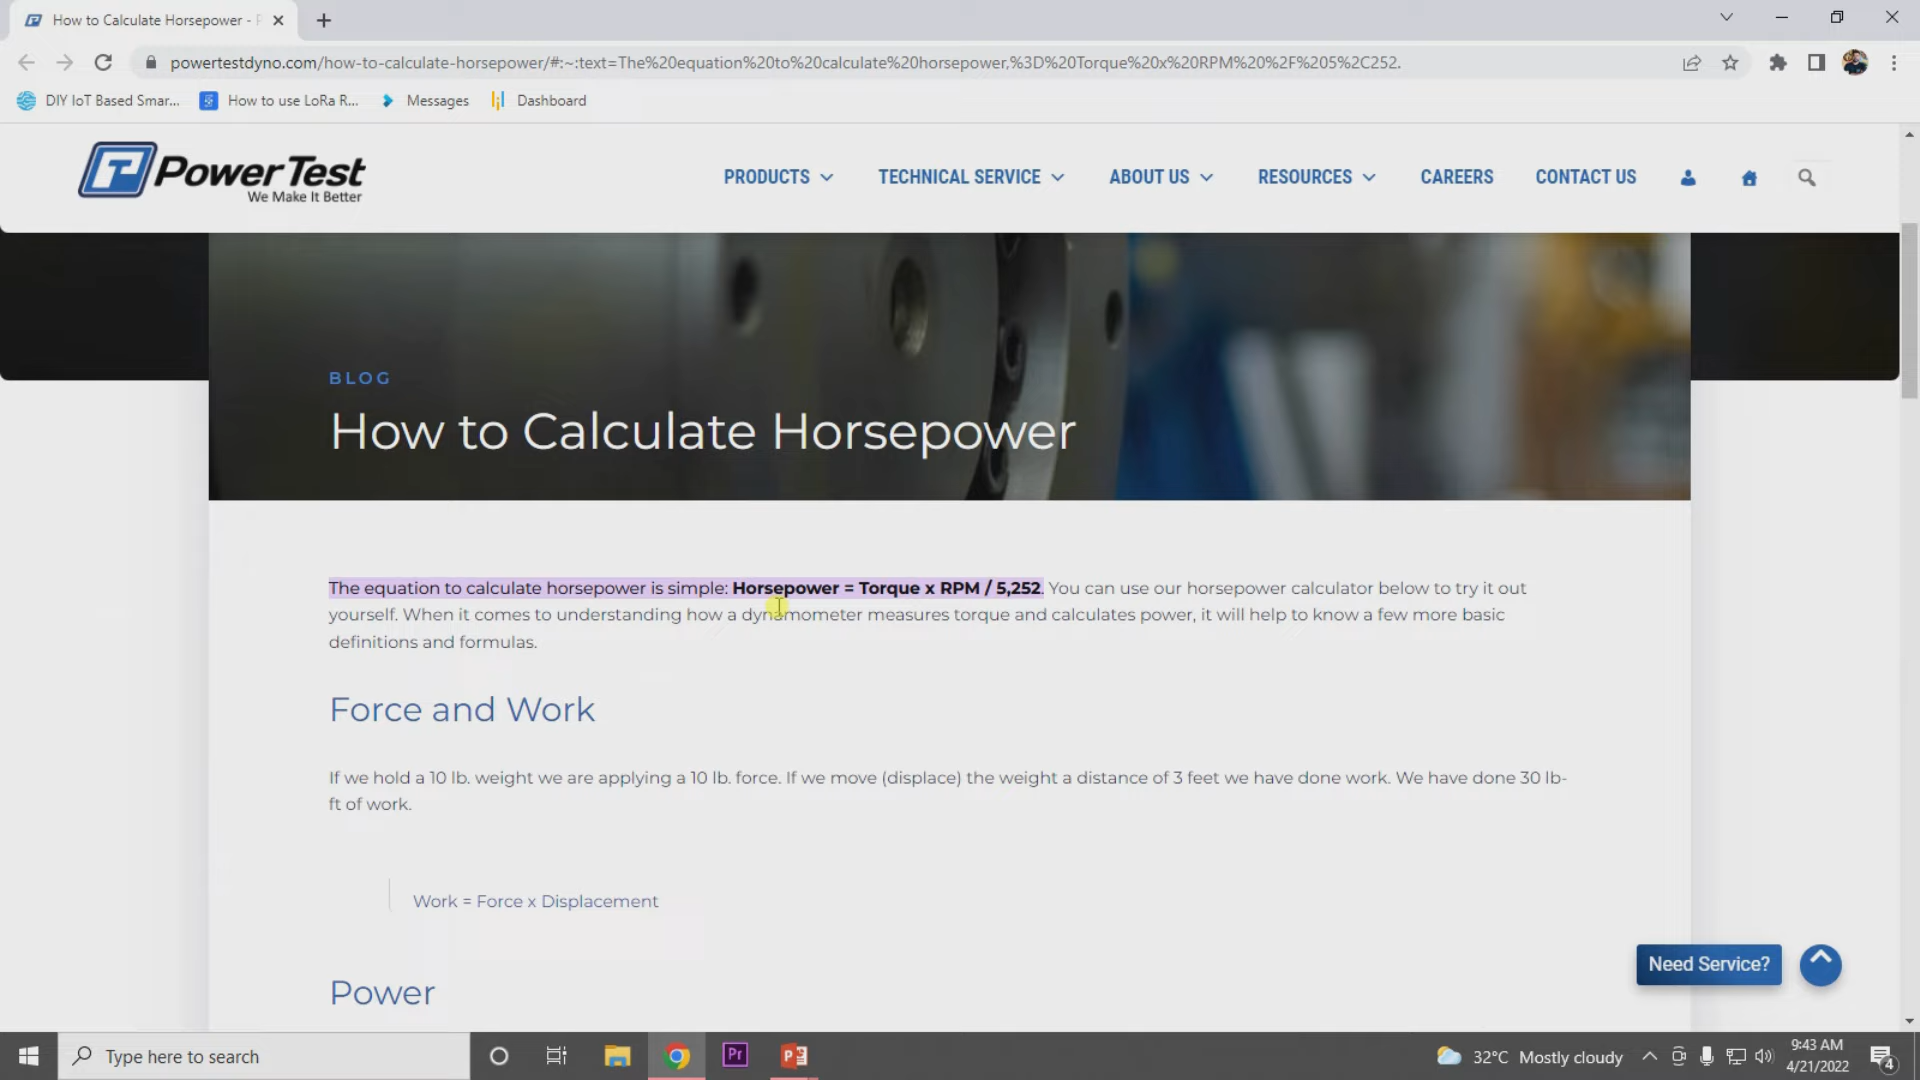 How to Calculate Horsepower - P
powertestdyno.com/how-to-calculate-horsepower/#:~:text=The%20equation%20to%20calculate%20horsepower,%3D%20Torque%20x%20RPM%20%2F%205%2C252.
DIY IoT Based Smar... How to use LoRa R... Messages Dashboard
PowerTest
We Make It Better
PRODUCTS TECHNICAL SERVICE ABOUT US RESOURCES CAREERS CONTACT US
BLOG
How to Calculate Horsepower
The equation to calculate horsepower is simple: Horsepower = Torque x RPM / 5,252. You can use our horsepower calculator below to try it out
yourself. When it comes to understanding how a dynamometer measures torque and calculates power, it will help to know a few more basic
definitions and formulas.
Force and Work
If we hold a 10 lb. weight we are applying a 10 lb. force. If we move (displace) the weight a distance of 3 feet we have done work. We have done 30 lb-
ft of work.
Work = Force x Displacement
Need Service?
Power
Type here to search
Pr
P
32°C Mostly cloudy
9:43 AM
4/21/2022
4